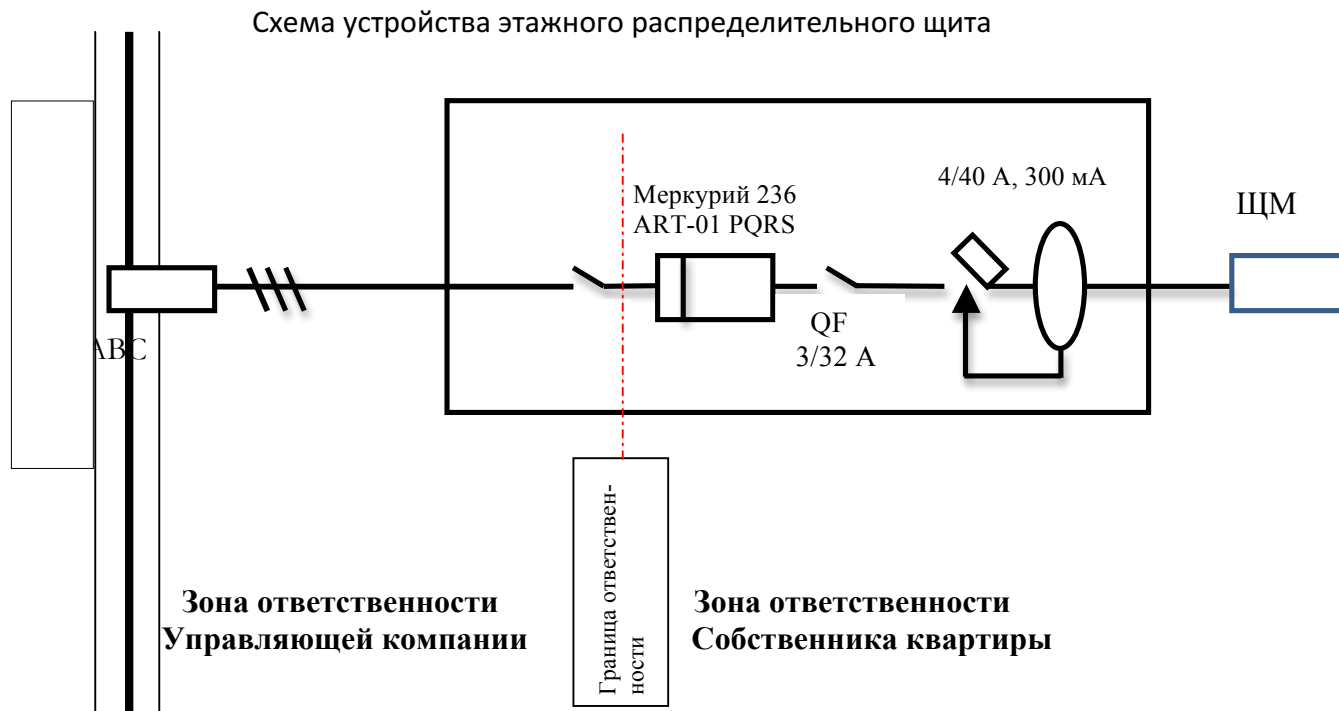 Схема устройства этажного распределительного щита
4/40 А, 300 мА
Меркурий 236
ART-01 PQRS
ЩМ
QF
3/32 А
АВС
Граница ответствен-
ности
Зона ответственности
Управляющей компании
Зона ответственности
Собственника квартиры